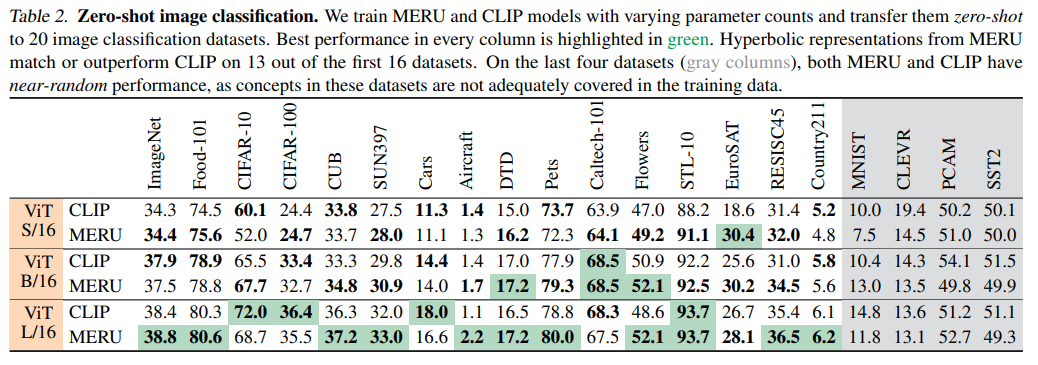 Table 2. Zero-shot image classification. We train MERU and CLIP models with varying parameter counts and transfer them zero-shot
to 20 image classification datasets. Best performance in every column is highlighted in green. Hyperbolic representations from MERU
match or outperform CLIP on 13 out of the first 16 datasets. On the last four datasets (gray columns), both MERU and CLIP have
near-random performance, as concepts in these datasets are not adequately covered in the training data.
ImageNet Food-101 CIFAR-10 CIFAR-100 CUB SUN397 Cars Aircraft DTD Pets Caltech-101 Flowers STL-10 EuroSAT RESISC45 Country211 MNIST CLEVR PCAM SST2
ViT S/16
CLIP 34.3 74.5 60.1 24.4 33.8 27.5 11.3 1.4 15.0 73.7 63.9 47.0 88.2 18.6 31.4 5.2 10.0 19.4 50.2 50.1
MERU 34.4 75.6 52.0 24.7 33.7 28.0 11.1 1.3 16.2 72.3 64.1 49.2 91.1 30.4 32.0 4.8 7.5 14.5 51.0 50.0
ViT B/16
CLIP 37.9 78.9 65.5 33.4 33.3 29.8 14.4 1.4 17.0 77.9 68.5 50.9 92.2 25.6 31.0 5.8 10.4 14.3 54.1 51.5
MERU 37.5 78.8 67.7 32.7 34.8 30.9 14.0 1.7 17.2 79.3 68.5 52.1 92.5 30.2 34.5 5.6 13.0 13.5 49.8 49.9
ViT L/16
CLIP 38.4 80.3 72.0 36.4 36.3 32.0 18.0 1.1 16.5 78.8 68.3 48.6 93.7 26.7 35.4 6.1 14.8 13.6 51.2 51.1
MERU 38.8 80.6 68.7 35.5 37.2 33.0 16.6 2.2 17.2 80.0 67.5 52.1 93.7 28.1 36.5 6.2 11.8 13.1 52.7 49.3